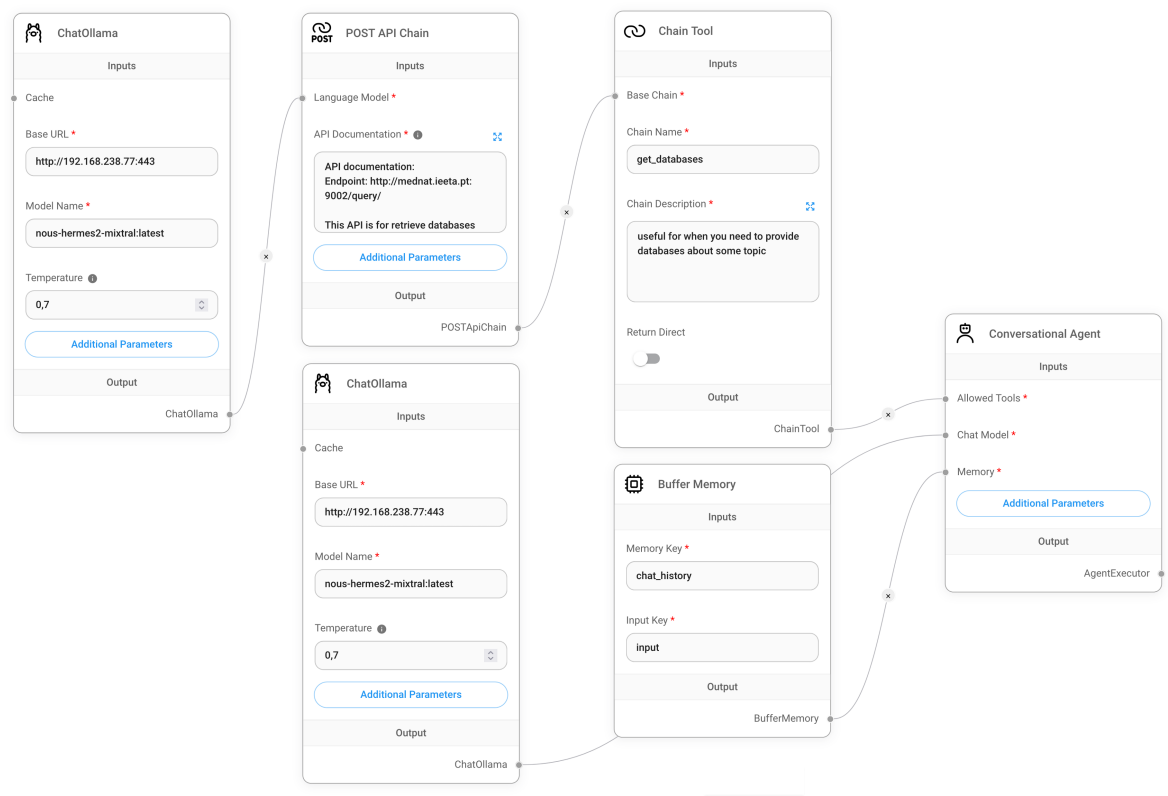 ChatOllama
Inputs
Cache
Base URL *
http://192.168.238.77:443
Model Name *
nous-hermes2-mixtral:latest
Temperature
0,7
Additional Parameters
Output
ChatOllama
POST
POST API Chain
Inputs
Language Model *
API Documentation *
API documentation:
Endpoint: http://mednat.ieeta.pt:
9002/query/
This API is for retrieve databases
Additional Parameters
Output
POSTApiChain
ChatOllama
Inputs
Cache
Base URL *
http://192.168.238.77:443
Model Name *
nous-hermes2-mixtral:latest
Temperature
0,7
Additional Parameters
Output
ChatOllama
Chain Tool
Inputs
Base Chain *
Chain Name *
get_databases
Chain Description *
useful for when you need to provide
databases about some topic
Return Direct
Output
ChainTool
Buffer Memory
Inputs
Memory Key *
chat_history
Input Key *
input
Output
BufferMemory
Conversational Agent
Inputs
Allowed Tools *
Chat Model *
Memory *
Additional Parameters
Output
AgentExecutor